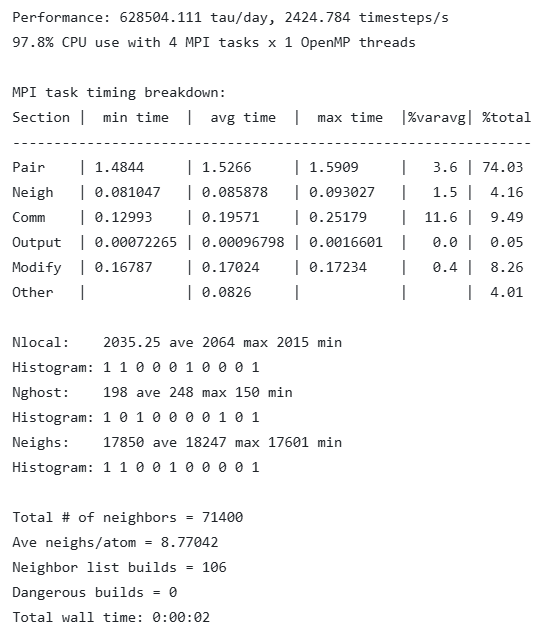 Performance: 628504.111 tau/day, 2424.784 timesteps/s
97.8% CPU use with 4 MPI tasks x 1 OpenMP threads

MPI task timing breakdown:
Section |  min time  |  avg time  |  max time  |%varavg| %total
---------------------------------------------------------------
Pair    | 1.4844     | 1.5266     | 1.5909     |   3.6 | 74.03
Neigh   | 0.081047   | 0.085878   | 0.093027   |   1.5 |  4.16
Comm    | 0.12993    | 0.19571    | 0.25179    |  11.6 |  9.49
Output  | 0.00072265 | 0.00096798 | 0.0016601  |   0.0 |  0.05
Modify  | 0.16787    | 0.17024    | 0.17234    |   0.4 |  8.26
Other   |            | 0.0826     |            |       |  4.01

Nlocal:    2035.25 ave 2064 max 2015 min
Histogram: 1 1 0 0 0 1 0 0 0 1
Nghost:    198 ave 248 max 150 min
Histogram: 1 0 1 0 0 0 0 1 0 1
Neighs:    17850 ave 18247 max 17601 min
Histogram: 1 1 0 0 1 0 0 0 0 1

Total # of neighbors = 71400
Ave neighs/atom = 8.77042
Neighbor list builds = 106
Dangerous builds = 0
Total wall time: 0:00:02